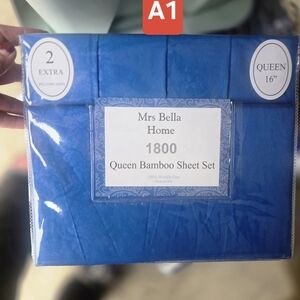 A1
2
EXTRA
QUEEN
16"
Mrs Bella
Home
1800
Queen Bamboo Sheet Set